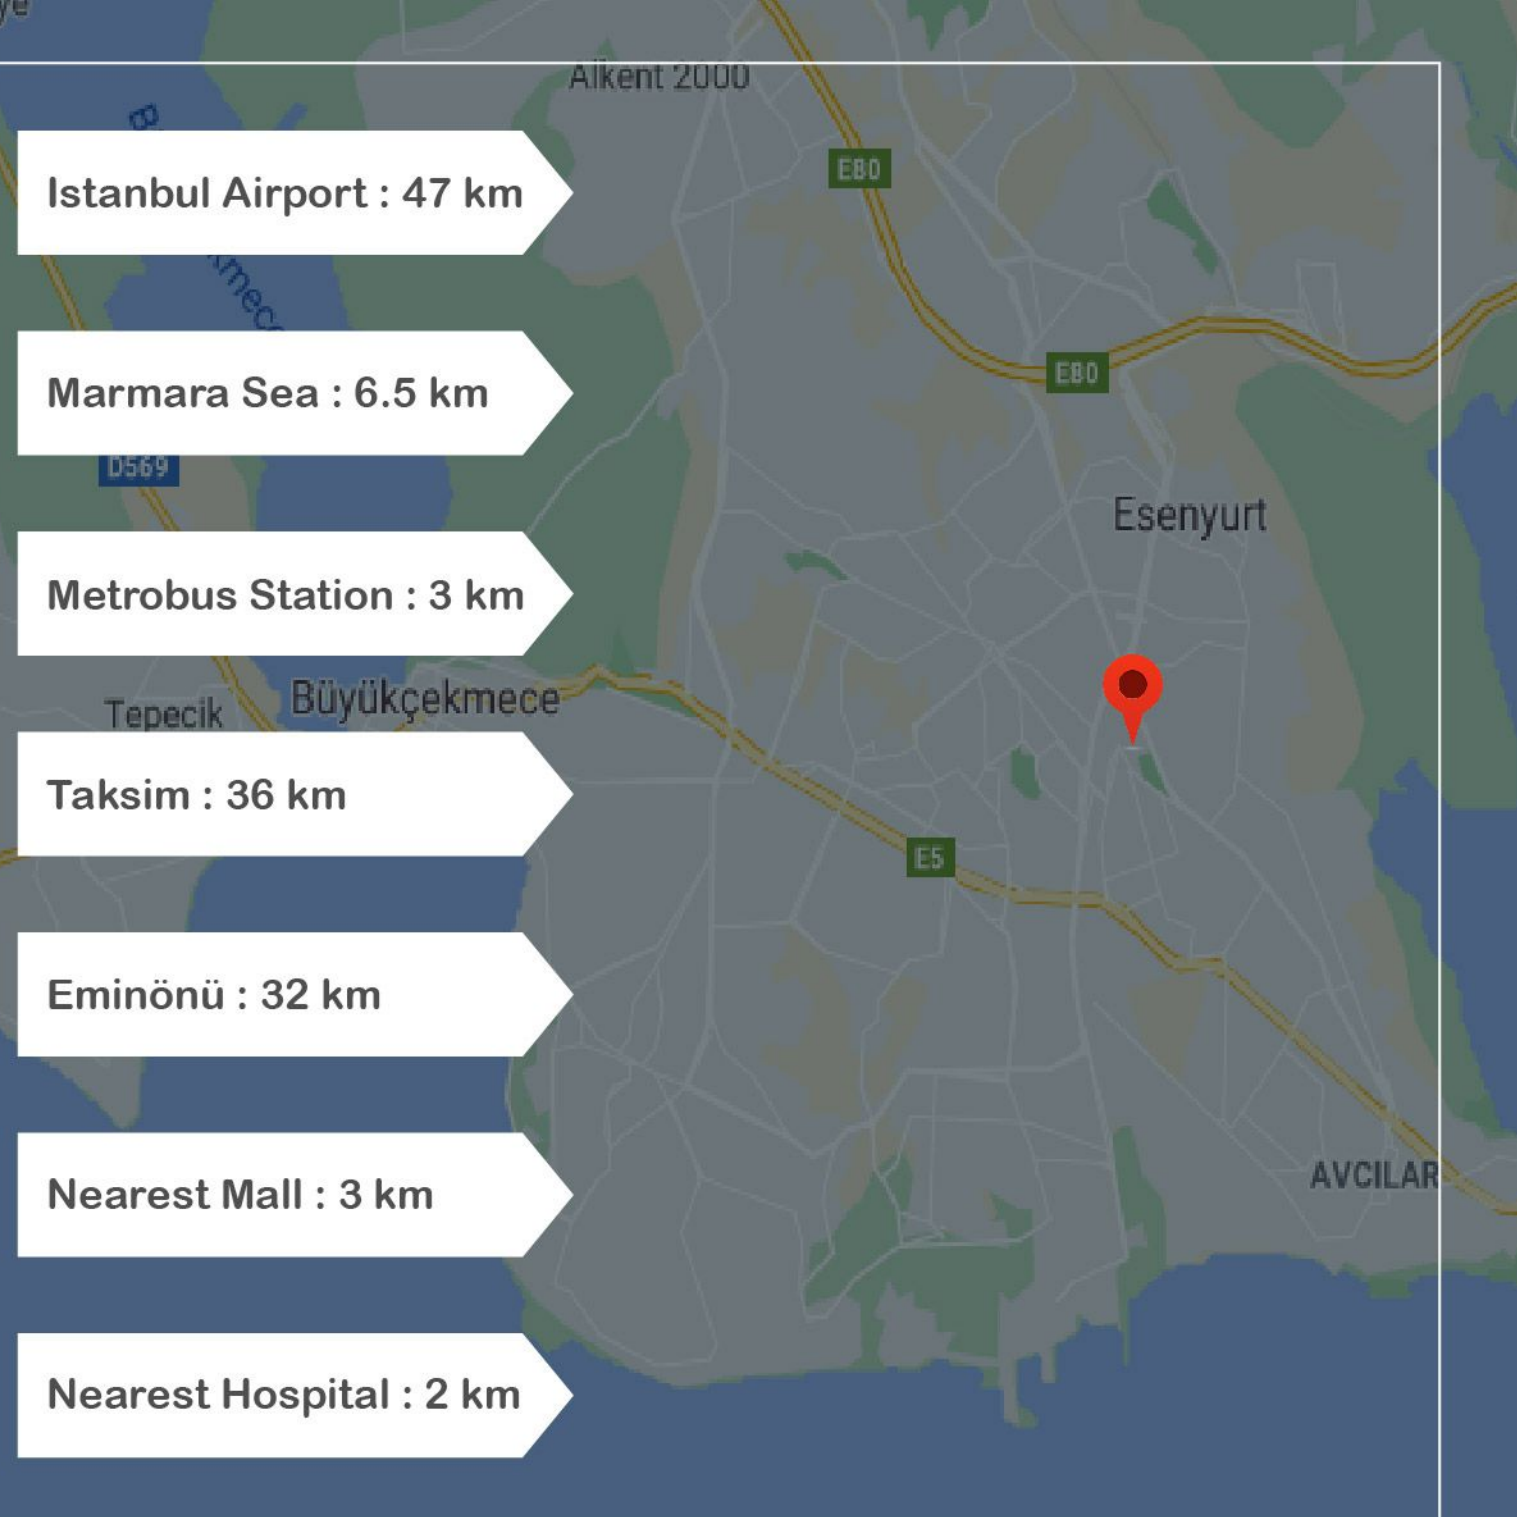 Alkent 2000
E80
Istanbul Airport : 47 km
E80
Marmara Sea : 6.5 km
D569
Esenyurt
Metrobus Station : 3 km
Büyükçekmece
Tepecik
Taksim : 36 km
E5
Eminönü : 32 km
AVCILAR
Nearest Mall : 3 km
Nearest Hospital : 2 km